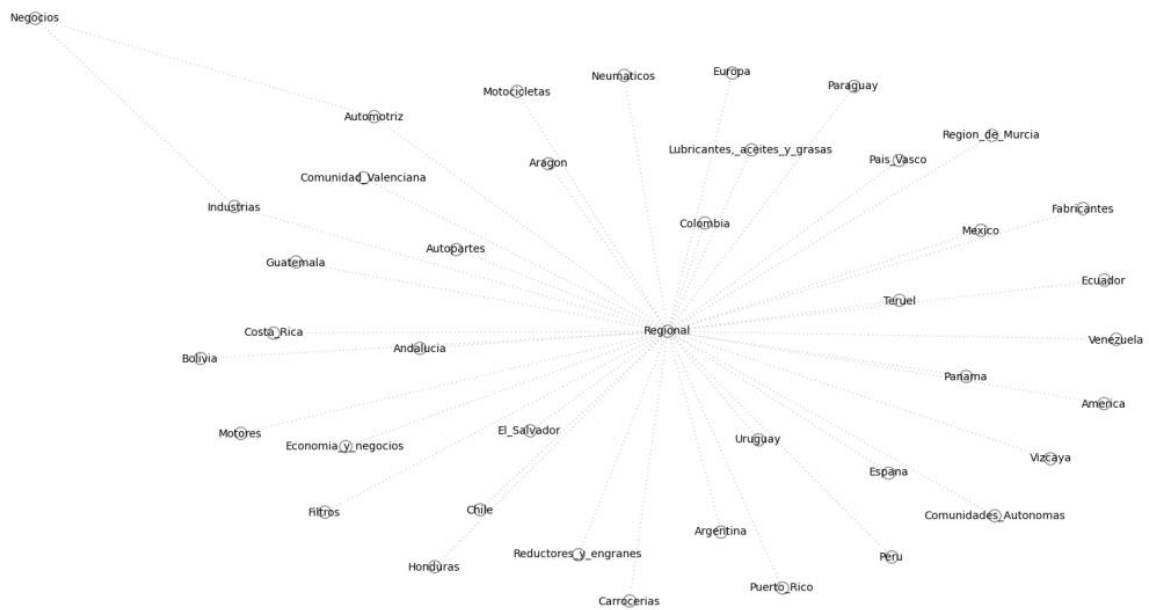 Negocios
Europa
Neumaticos
Paraguay
Motocicletas
Automotriz
Region_de_Murcia
Lubricantes,_aceites_y_grasas
Pais_Vasco
Aragon
Comunidad_Valenciana
Industrias
Fabricantes
Colombia
Mexico
Autopartes
Guatemala
Ecuador
Teruel
Regional
Costa_Rica
Venezuela
Andalucia
Bolivia
Panama
America
El_Salvador
Motores
Uruguay
Economia_y_negocios
Vizcaya
Espana
Chile
Filtros
Comunidades_Autonomas
Argentina
Reductores_y_engranes
Peru
Honduras
Puerto_Rico
Carrocerias